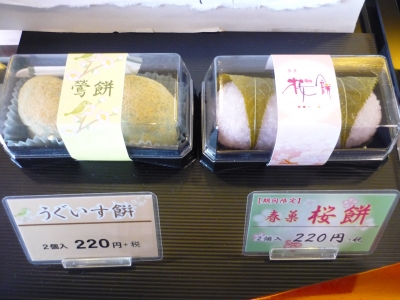 鶯餅
桜餅
うぐいす餅
2個入 220円+税
【期間限定】
春菓 桜餅
2個入 220円+税